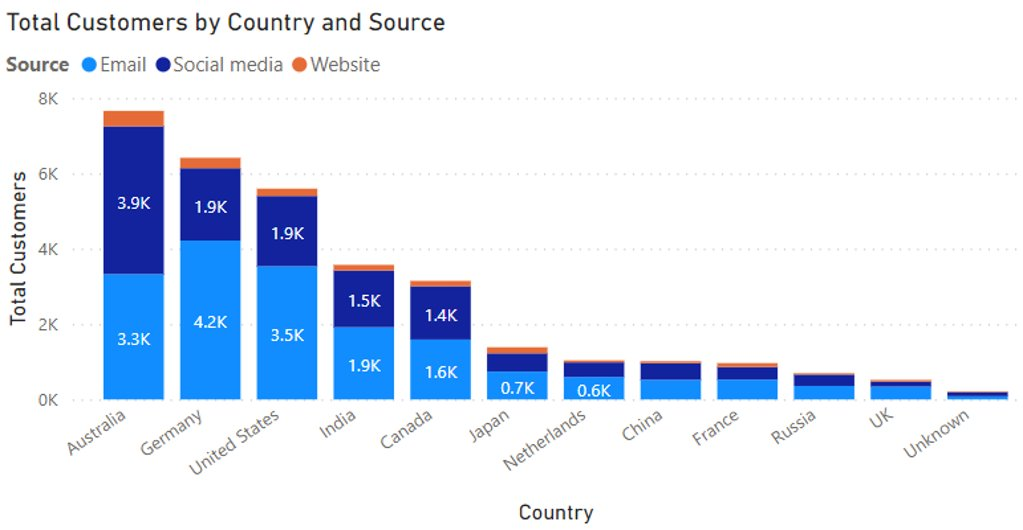 Total Customers by Country and Source
Source Email Social media Website
8K
6K
4K
2K
0K
Total Customers
3.9K
3.3K
1.9K
4.2K
1.9K
3.5K
1.5K
1.9K
1.4K
1.6K
0.7K
0.6K
Australia
Germany
United States
India
Canada
Japan
Netherlands
China
France
Russia
UK
Unknown
Country